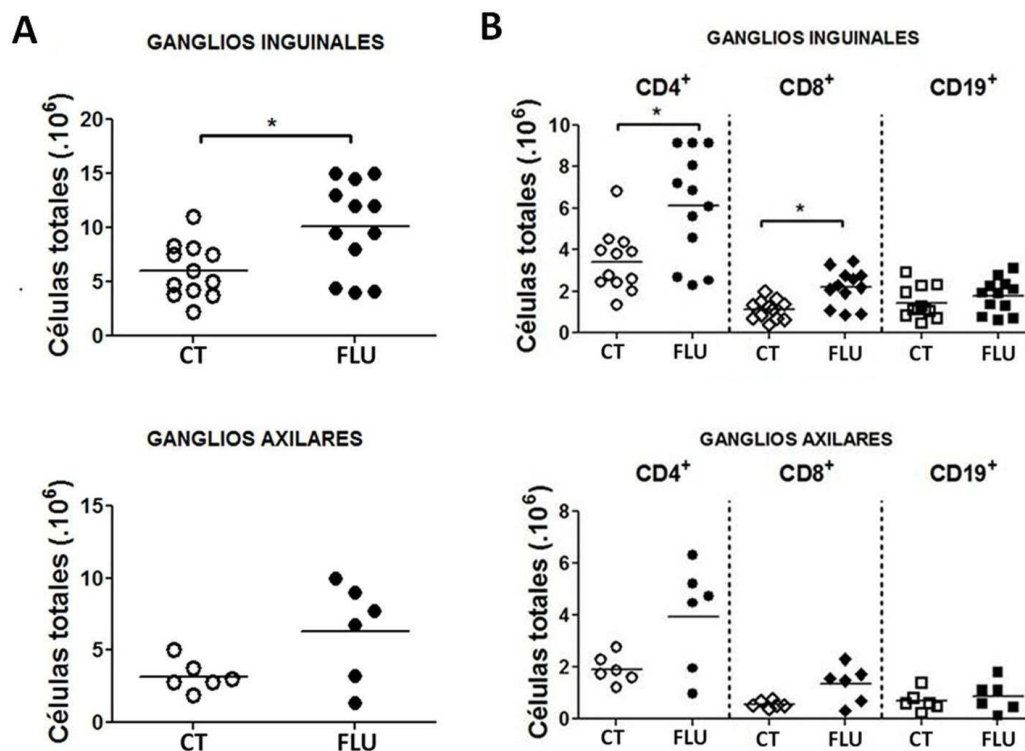 A
GANGLIOS INGUINALES
Células totales (.10⁶)
20
15
10
5
0
*
CT
FLU
B
GANGLIOS INGUINALES
CD4⁺
CD8⁺
CD19⁺
Células totales (.10⁶)
10
8
6
4
2
0
*
*
CT
FLU
CT
FLU
CT
FLU
GANGLIOS AXILARES
Células totales (.10⁶)
15
10
5
0
CT
FLU
GANGLIOS AXILARES
CD4⁺
CD8⁺
CD19⁺
Células totales (.10⁶)
8
6
4
2
0
CT
FLU
CT
FLU
CT
FLU